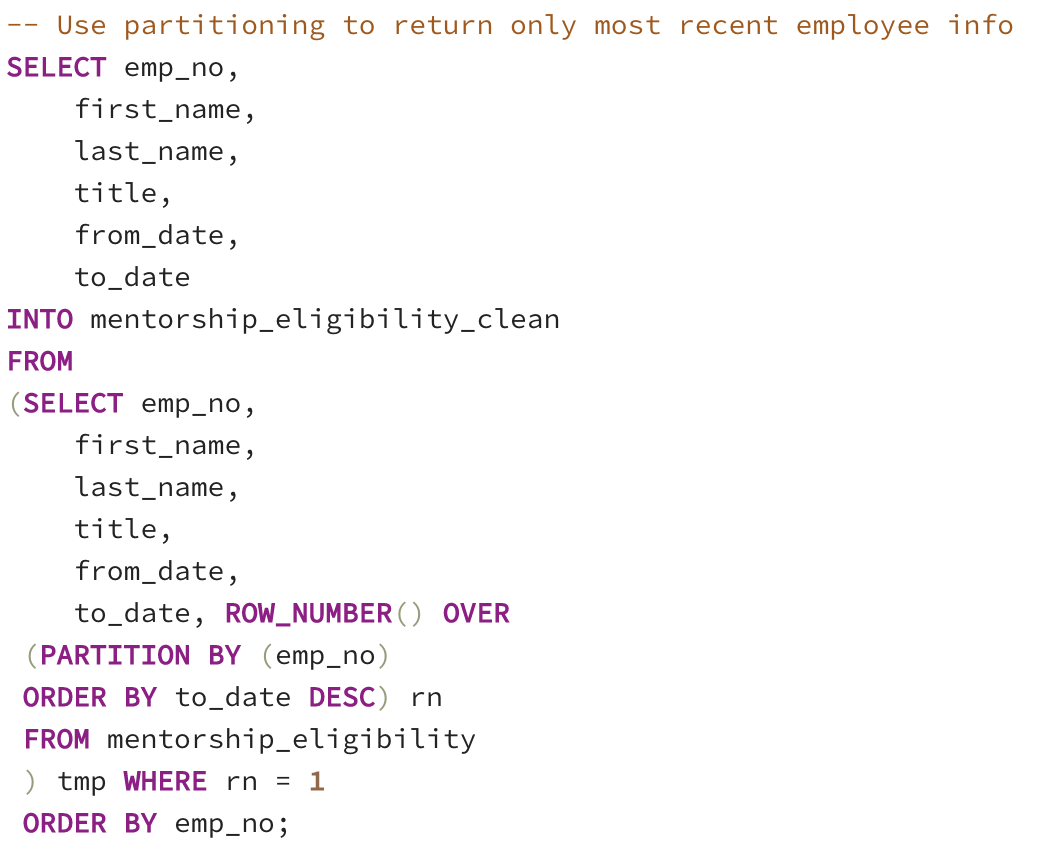 -- Use partitioning to return only most recent employee info
SELECT emp_no,
    first_name,
    last_name,
    title,
    from_date,
    to_date
INTO mentorship_eligibility_clean
FROM
(SELECT emp_no,
    first_name,
    last_name,
    title,
    from_date,
    to_date, ROW_NUMBER() OVER
 (PARTITION BY (emp_no)
 ORDER BY to_date DESC) rn
 FROM mentorship_eligibility
 ) tmp WHERE rn = 1
 ORDER BY emp_no;